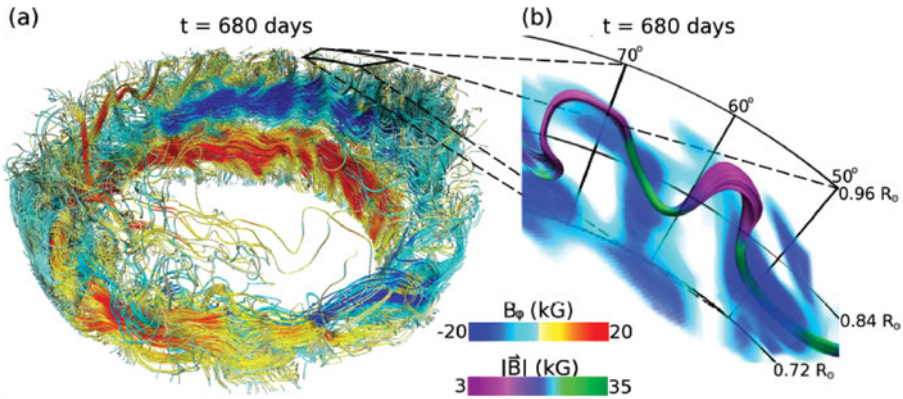 (a)
t = 680 days
(b)
t = 680 days
70°
60°
50°
0.96 R⊙
0.84 R⊙
0.72 R⊙
Bφ (kG)
-20 20
|B⃗| (kG)
3 35